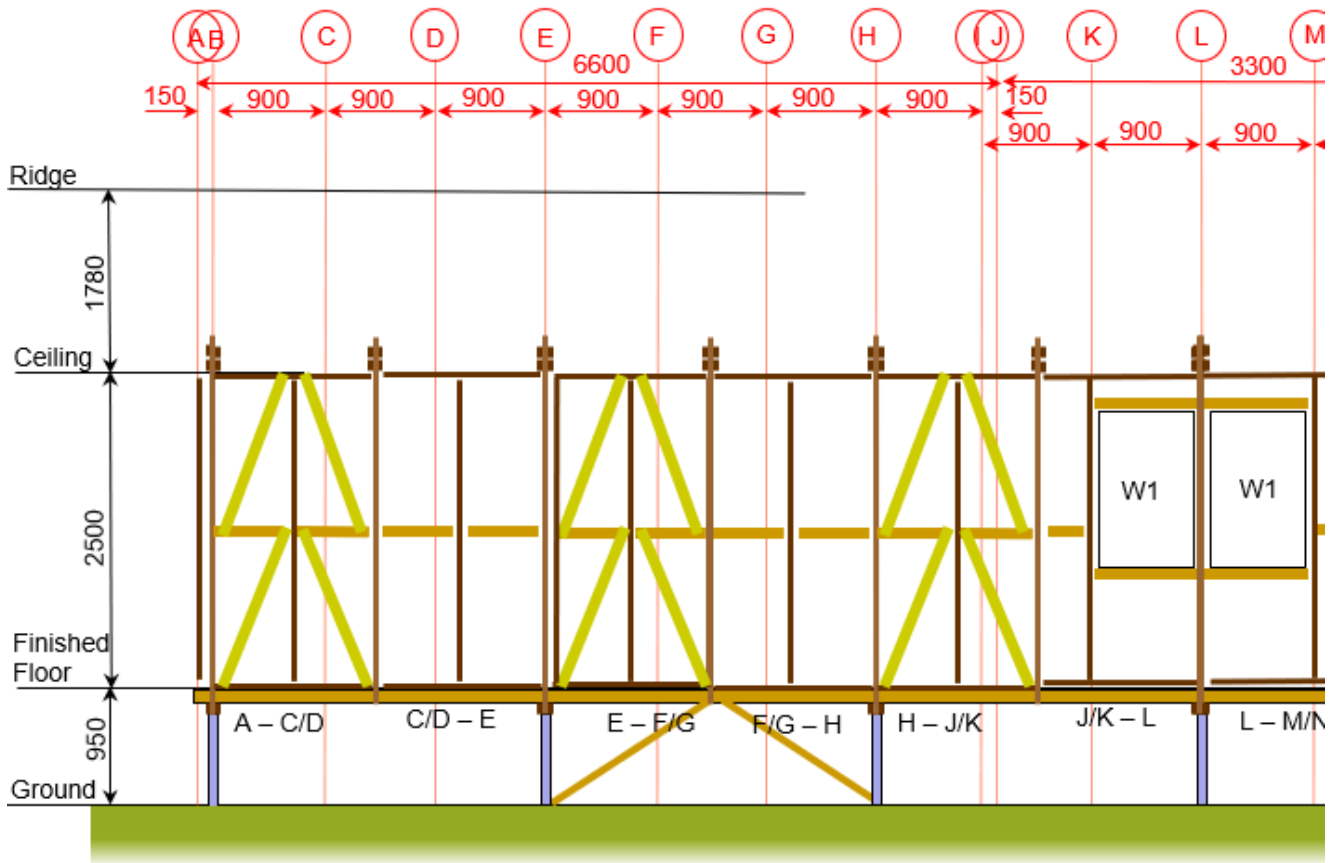 A B C D E F G H I J K L M
6600
3300
150
900
900
900
900
900
900
900
150
900
900
900
Ridge
1780
Ceiling
2500
W1
W1
Finished
Floor
950
A – C/D
C/D – E
E – F/G
F/G – H
H – J/K
J/K – L
L – M/N
Ground